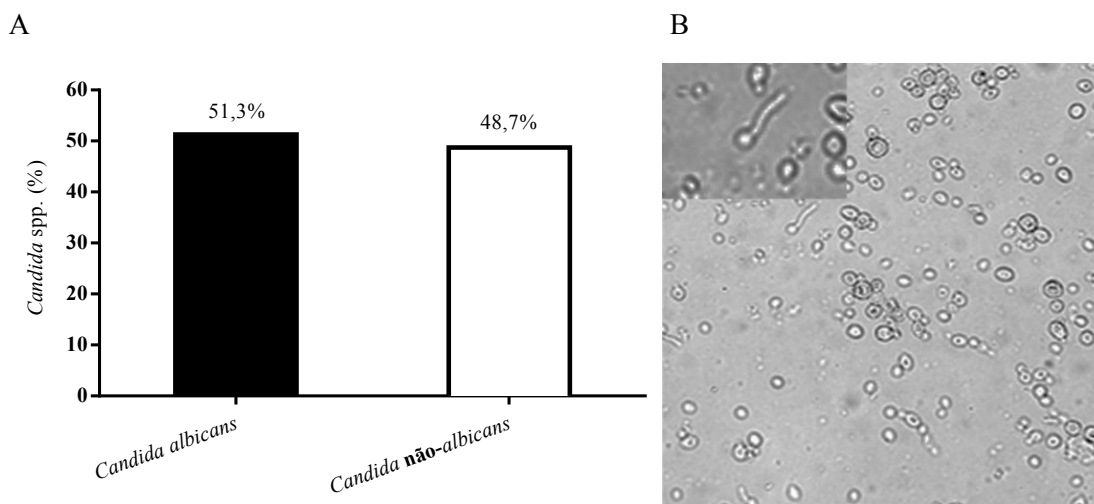 A
B
60
50
40
30
20
10
0
Candida spp. (%)
51,3%
48,7%
Candida albicans
Candida não-albicans